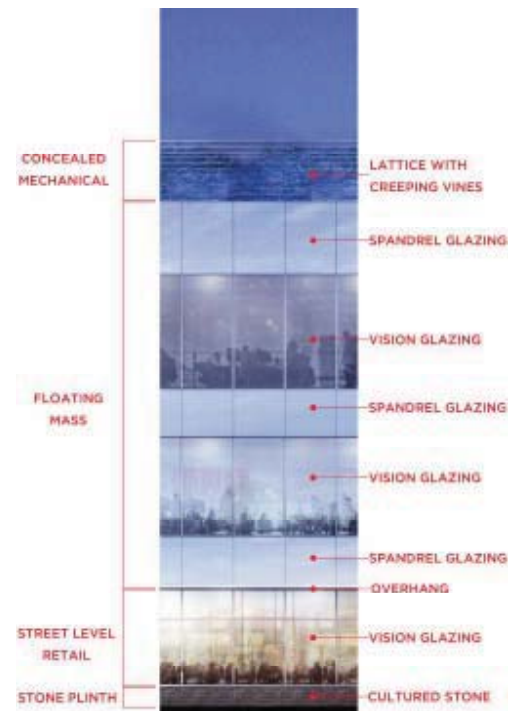 CONCEALED
MECHANICAL
LATTICE WITH
CREEPING VINES
SPANDREL GLAZING
VISION GLAZING
FLOATING
MASS
SPANDREL GLAZING
VISION GLAZING
SPANDREL GLAZING
OVERHANG
STREET LEVEL
RETAIL
VISION GLAZING
STONE PLINTH
CULTURED STONE